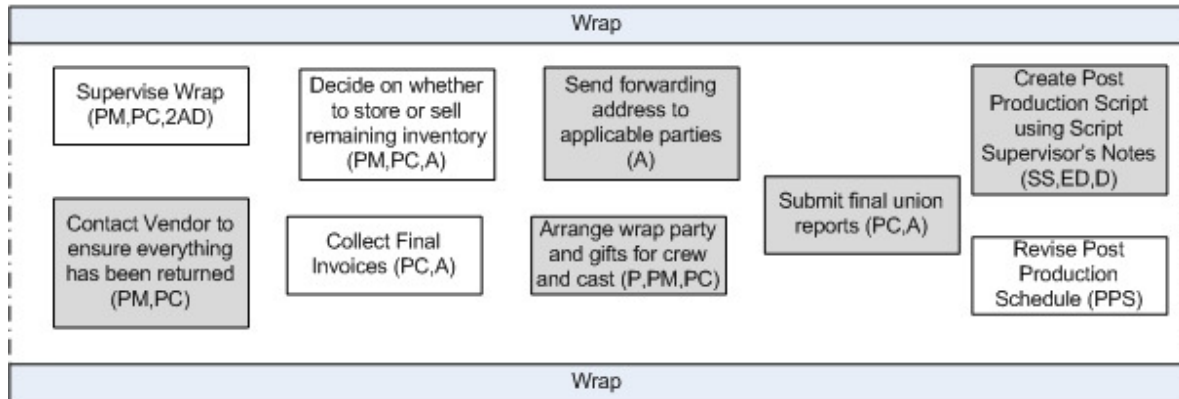 Wrap
Supervise Wrap
(PM,PC,2AD)
Decide on whether
to store or sell
remaining inventory
(PM,PC,A)
Send forwarding
address to
applicable parties
(A)
Create Post
Production Script
using Script
Supervisor's Notes
(SS,ED,D)
Contact Vendor to
ensure everything
has been returned
(PM,PC)
Collect Final
Invoices (PC,A)
Arrange wrap party
and gifts for crew
and cast (P,PM,PC)
Submit final union
reports (PC,A)
Revise Post
Production
Schedule (PPS)
Wrap